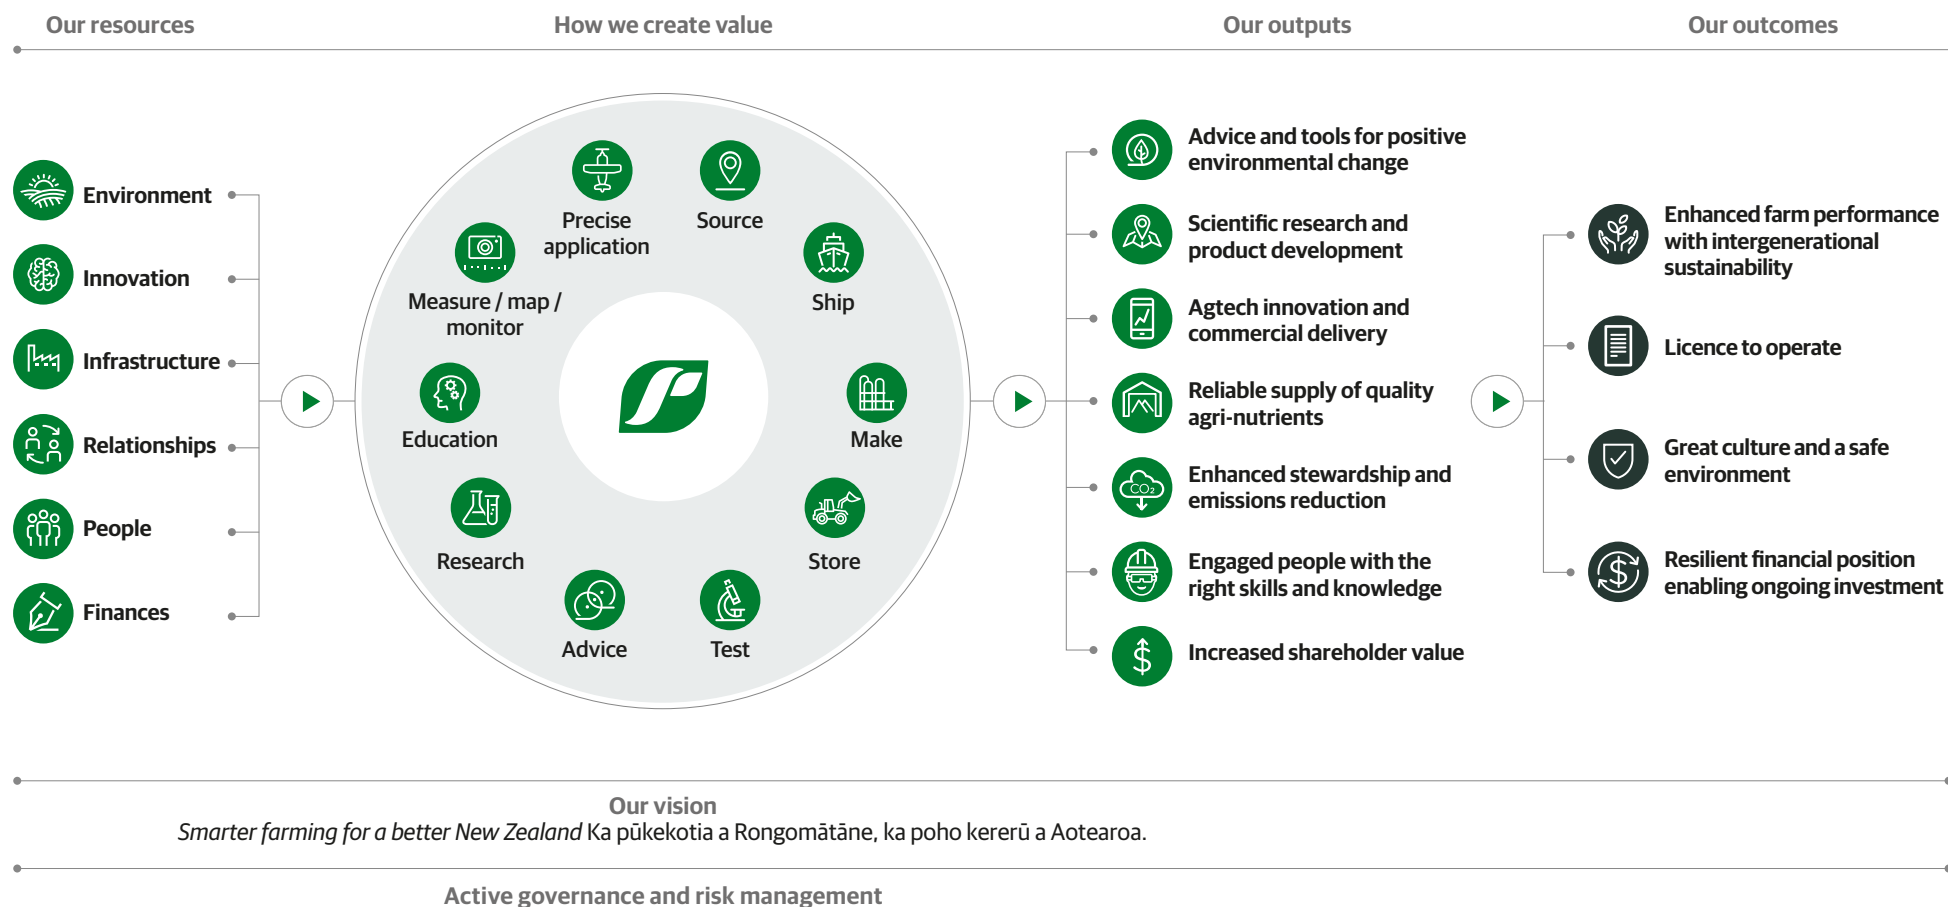 Our resources
How we create value
Our outputs
Our outcomes
Environment
Innovation
Infrastructure
Relationships
People
Finances
Precise
application
Source
Ship
Make
Store
Test
Advice
Research
Education
Measure / map /
monitor
Advice and tools for positive
environmental change
Scientific research and
product development
Agtech innovation and
commercial delivery
Reliable supply of quality
agri-nutrients
CO₂
Enhanced stewardship and
emissions reduction
Engaged people with the
right skills and knowledge
$
Increased shareholder value
Enhanced farm performance
with intergenerational
sustainability
Licence to operate
Great culture and a safe
environment
$
Resilient financial position
enabling ongoing investment
Our vision
Smarter farming for a better New Zealand Ka pūkekotia a Rongomātāne, ka poho kererū a Aotearoa.
Active governance and risk management